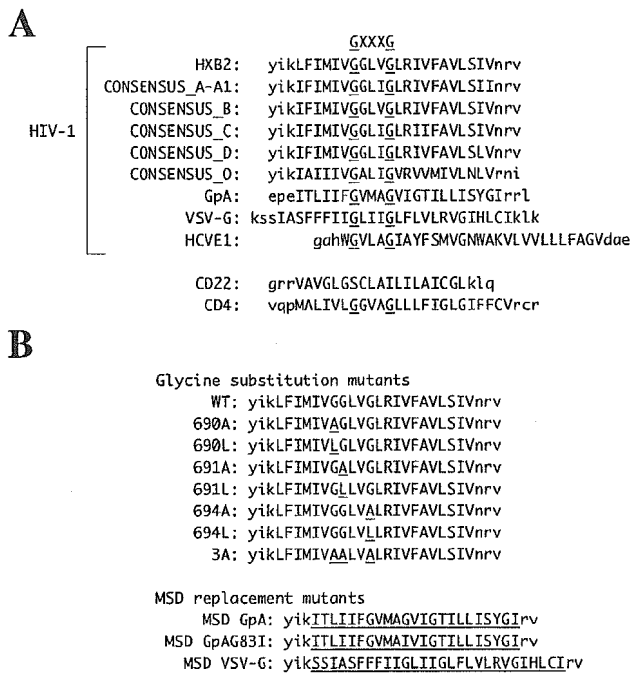 A
GXXXG
HXB2: yikLFIMIVGGLVGLRIVFAVLSIVnrv
CONSENSUS_A-A1: yikIFIMIVGGLIGLRIVFAVLSIInrv
CONSENSUS_B: yikIFIMIVGGLVGLRIVFAVLSIVnrv
HIV-1 CONSENSUS_C: yikIFIMIVGGLIGLRIIFAVLSIVnrv
CONSENSUS_D: yikIFIMIVGGLIGLRIVFAVLSLVnrv
CONSENSUS_O: yikIAIIIVGALIGVRVVMIVLNLVrni
GpA: epeITLIIFGVMAGVIGTILLISYGIrrl
VSV-G: kssIASFFFIIGLIIGLFLVLRVGIHLCIklk
HCVE1: gahWGVLAGIAYFSMVGNWAKVLVVLLLFAGVdae
CD22: grrVAVGLGSCLAILILAICGLklq
CD4: vqpMALIVLGGVAGLLLFIGLGIFFCVrcr
B
Glycine substitution mutants
WT: yikLFIMIVGGLVGLRIVFAVLSIVnrv
690A: yikLFIMIVAGLVGLRIVFAVLSIVnrv
690L: yikLFIMIVLGLVGLRIVFAVLSIVnrv
691A: yikLFIMIVGALVGLRIVFAVLSIVnrv
691L: yikLFIMIVGLLVGLRIVFAVLSIVnrv
694A: yikLFIMIVGGLVALRIVFAVLSIVnrv
694L: yikLFIMIVGGLVLLRIVFAVLSIVnrv
3A: yikLFIMIVAALVALRIVFAVLSIVnrv
MSD replacement mutants
MSD GpA: yikITLIIFGVMAGVIGTILLISYGIrv
MSD GpAG83I: yikITLIIFGVMAIVIGTILLISYGIrv
MSD VSV-G: yikSSIASFFFIIGLIIGLFLVLRVGIHLCIrv